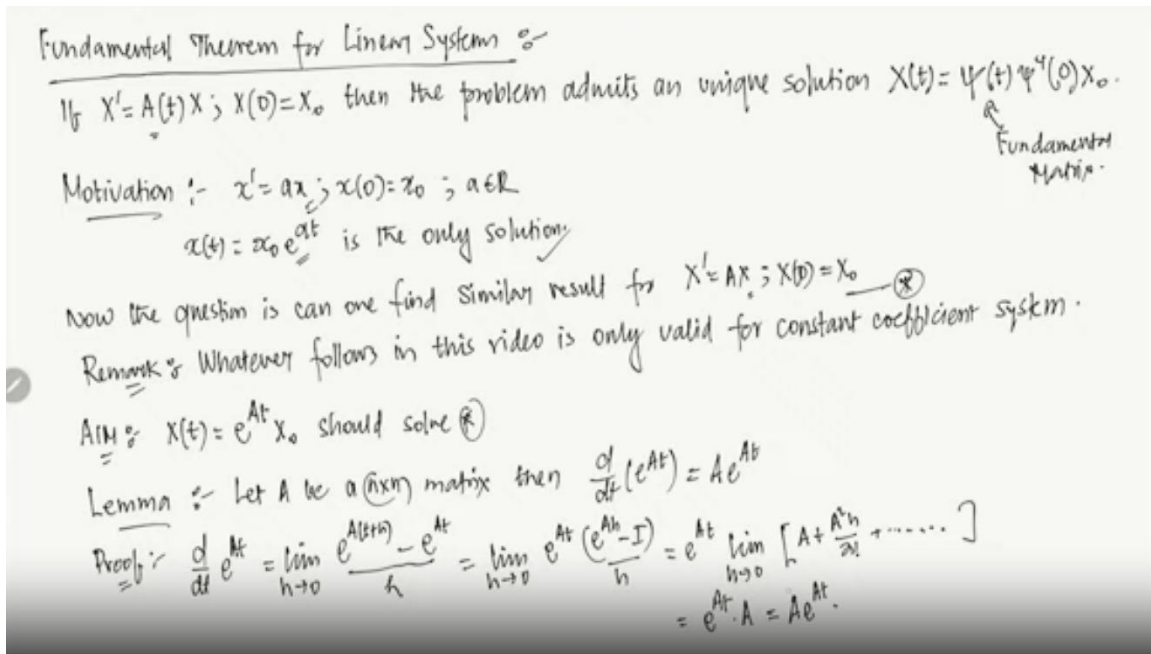 Fundamental Theorem for Linear Systems :-
If X' = A(t)X ; X(0) = X₀ then the problem admits an unique solution X(t) = ψ(t) ψ⁻¹(0) X₀.
Fundamental
Matrix.
Motivation :- x' = ax ; x(0) = x₀ ; a ∈ R
x(t) = x₀ e^{at} is the only solution
Now the question is can one find similar result for X' = AX ; X(0) = X₀ — (*)
Remark : Whatever follows in this video is only valid for constant coefficient system.
AIM : X(t) = e^{At} X₀ should solve (*)
Lemma :- Let A be a (n×n) matrix then d/dt (e^{At}) = A e^{At}
Proof :- d/dt e^{At} = lim_{h→0} (e^{A(t+h)} - e^{At})/h = lim_{h→0} e^{At} (e^{Ah} - I)/h = e^{At} lim_{h→0} [A + A²h/2! + .......]
= e^{At}.A = Ae^{At}.